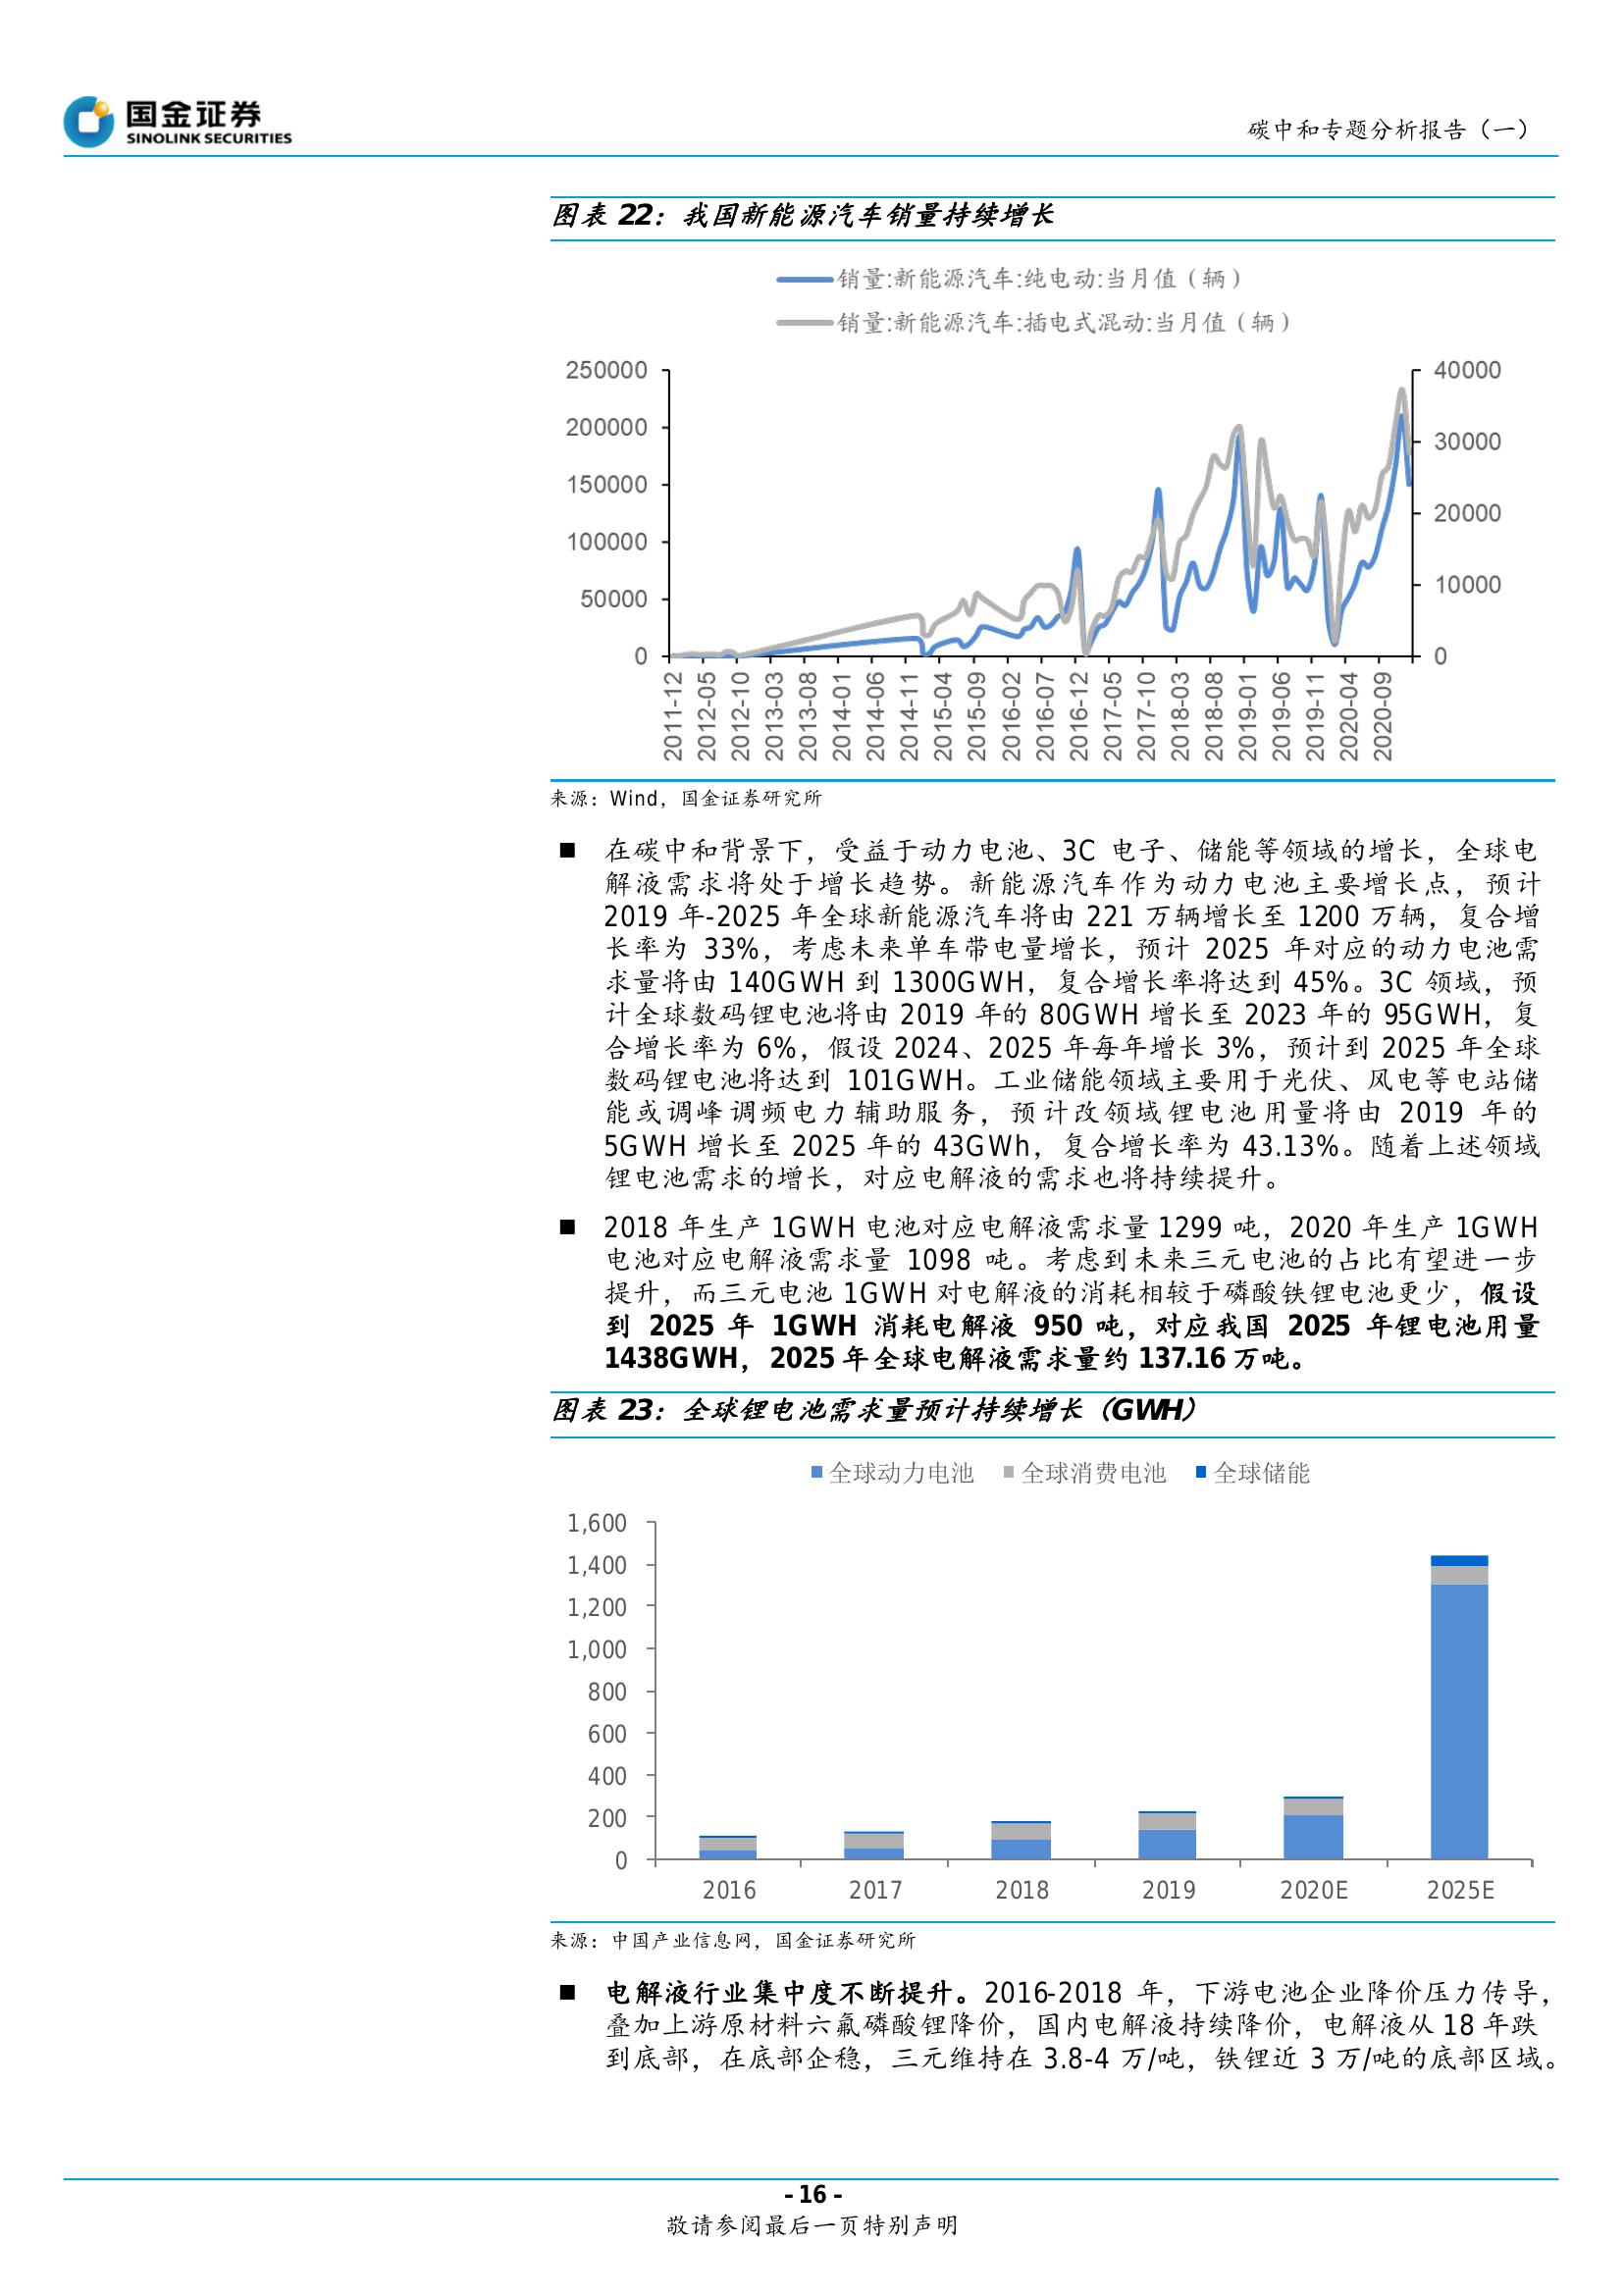 国金证券
SINOLINK SECURITIES
碳中和专题分析报告（一）
图表 22：我国新能源汽车销量持续增长
销量:新能源汽车:纯电动:当月值（辆）
销量:新能源汽车:插电式混动:当月值（辆）
250000
200000
150000
100000
50000
0
40000
30000
20000
10000
0
2011-12
2012-05
2012-10
2013-03
2013-08
2014-01
2014-06
2014-11
2015-04
2015-09
2016-02
2016-07
2016-12
2017-05
2017-10
2018-03
2018-08
2019-01
2019-06
2019-11
2020-04
2020-09
来源：Wind，国金证券研究所
■ 在碳中和背景下，受益于动力电池、3C 电子、储能等领域的增长，全球电
解液需求将处于增长趋势。新能源汽车作为动力电池主要增长点，预计
2019 年-2025 年全球新能源汽车将由 221 万辆增长至 1200 万辆，复合增
长率为 33%，考虑未来单车带电量增长，预计 2025 年对应的动力电池需
求量将由 140GWH 到 1300GWH，复合增长率将达到 45%。3C 领域，预
计全球数码锂电池将由 2019 年的 80GWH 增长至 2023 年的 95GWH，复
合增长率为 6%，假设 2024、2025 年每年增长 3%，预计到 2025 年全球
数码锂电池将达到 101GWH。工业储能领域主要用于光伏、风电等电站储
能或调峰调频电力辅助服务，预计改领域锂电池用量将由 2019 年的
5GWH 增长至 2025 年的 43GWh，复合增长率为 43.13%。随着上述领域
锂电池需求的增长，对应电解液的需求也将持续提升。
■ 2018 年生产 1GWH 电池对应电解液需求量 1299 吨，2020 年生产 1GWH
电池对应电解液需求量 1098 吨。考虑到未来三元电池的占比有望进一步
提升，而三元电池 1GWH 对电解液的消耗相较于磷酸铁锂电池更少，假设
到 2025 年 1GWH 消耗电解液 950 吨，对应我国 2025 年锂电池用量
1438GWH，2025 年全球电解液需求量约 137.16 万吨。
图表 23：全球锂电池需求量预计持续增长（GWH）
全球动力电池 全球消费电池 全球储能
1,600
1,400
1,200
1,000
800
600
400
200
0
2016 2017 2018 2019 2020E 2025E
来源：中国产业信息网，国金证券研究所
■ 电解液行业集中度不断提升。2016-2018 年，下游电池企业降价压力传导，
叠加上游原材料六氟磷酸锂降价，国内电解液持续降价，电解液从 18 年跌
到底部，在底部企稳，三元维持在 3.8-4 万/吨，铁锂近 3 万/吨的底部区域。
- 16 -
敬请参阅最后一页特别声明